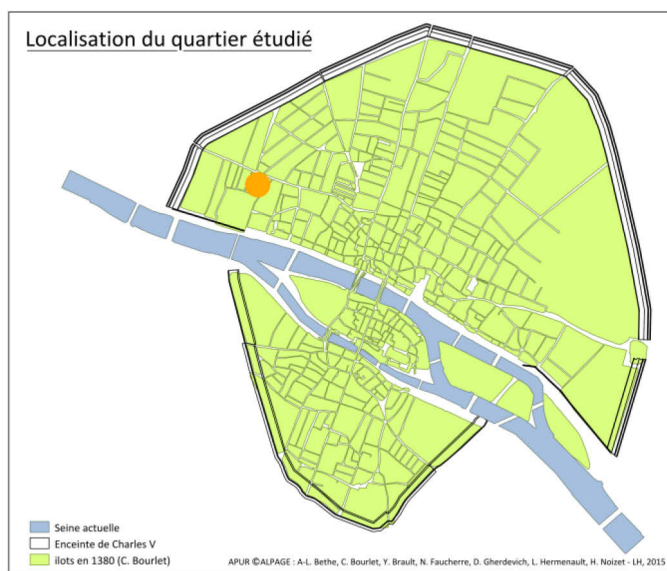 Localisation du quartier étudié
Seine actuelle
Enceinte de Charles V
ilots en 1380 (C. Bourlet)
APUR ©ALPAGE : A-L. Bethe, C. Bourlet, Y. Brault, N. Faucherre, D. Gherdevich, L. Hermenault, H. Noizet - LH, 2015